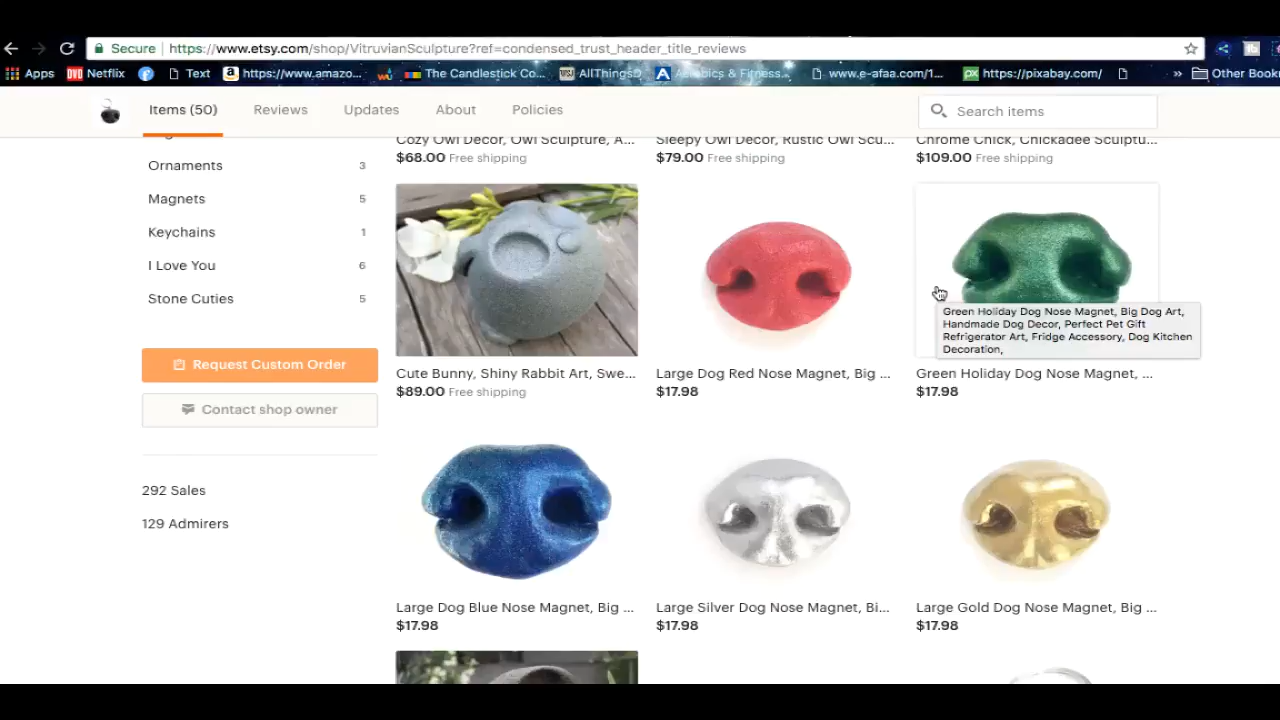 Secure
https://www.etsy.com/shop/VitruvianSculpture?ref=condensed_trust_header_title_reviews
Apps
DVD Netflix
Text
https://www.amazo...
The Candlestick Co...
AllThingsD
Aerobics & Fitness...
www.e-afaa.com/1...
https://pixabay.com/
»
Other Bookm
Items (50)
Reviews
Updates
About
Policies
Search items
Ornaments 3
Magnets 5
Keychains 1
I Love You 6
Stone Cuties 5
Request Custom Order
Contact shop owner
292 Sales
129 Admirers
Cozy Owl Decor, Owl Sculpture, A...
$68.00 Free shipping
Sleepy Owl Decor, Rustic Owl Scu...
$79.00 Free shipping
Chrome Chick, Chickadee Sculptu...
$109.00 Free shipping
Cute Bunny, Shiny Rabbit Art, Swe...
$89.00 Free shipping
Large Dog Red Nose Magnet, Big ...
$17.98
Green Holiday Dog Nose Magnet, Big Dog Art,
Handmade Dog Decor, Perfect Pet Gift
Refrigerator Art, Fridge Accessory, Dog Kitchen
Decoration,
Green Holiday Dog Nose Magnet, ...
$17.98
Large Dog Blue Nose Magnet, Big ...
$17.98
Large Silver Dog Nose Magnet, Bi...
$17.98
Large Gold Dog Nose Magnet, Big ...
$17.98